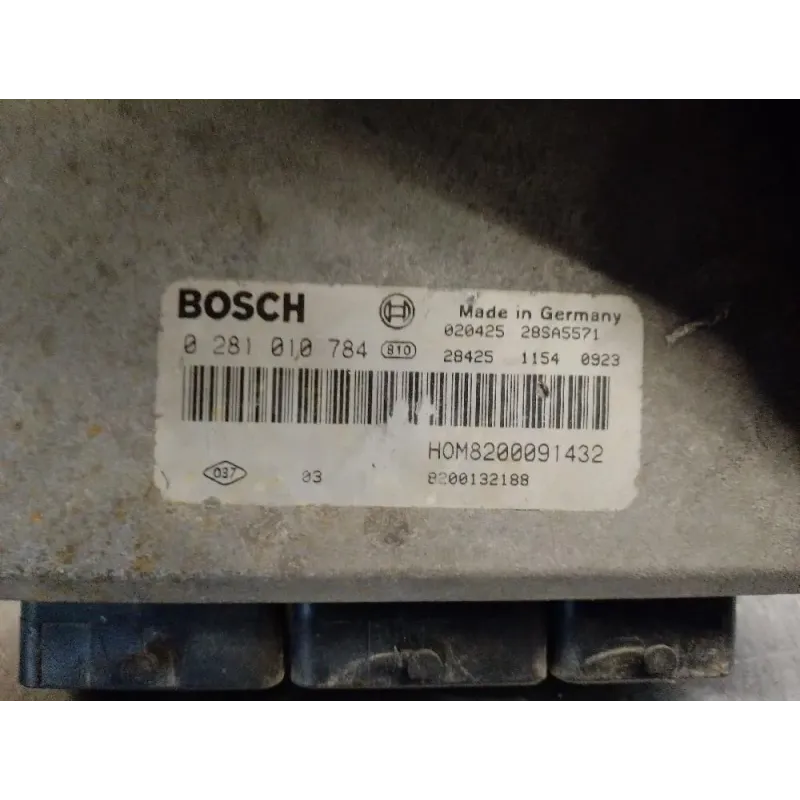 BOSCH
Made in Germany
020425 28SA5571
0 281 010 784 810
28425 1154 0923
HOM8200091432
037 03
8200132188